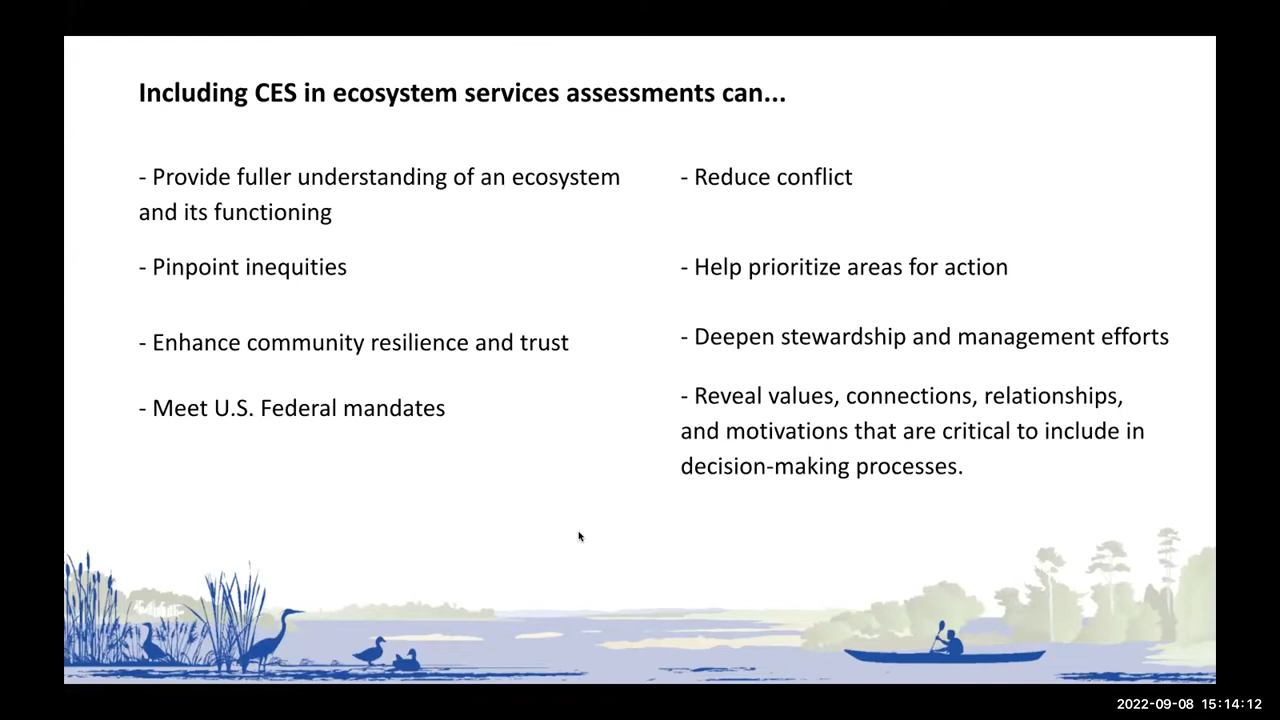 Including CES in ecosystem services assessments can...
- Provide fuller understanding of an ecosystem
and its functioning
- Pinpoint inequities
- Enhance community resilience and trust
- Meet U.S. Federal mandates
- Reduce conflict
- Help prioritize areas for action
- Deepen stewardship and management efforts
- Reveal values, connections, relationships,
and motivations that are critical to include in
decision-making processes.
2022-09-08 15:14:12